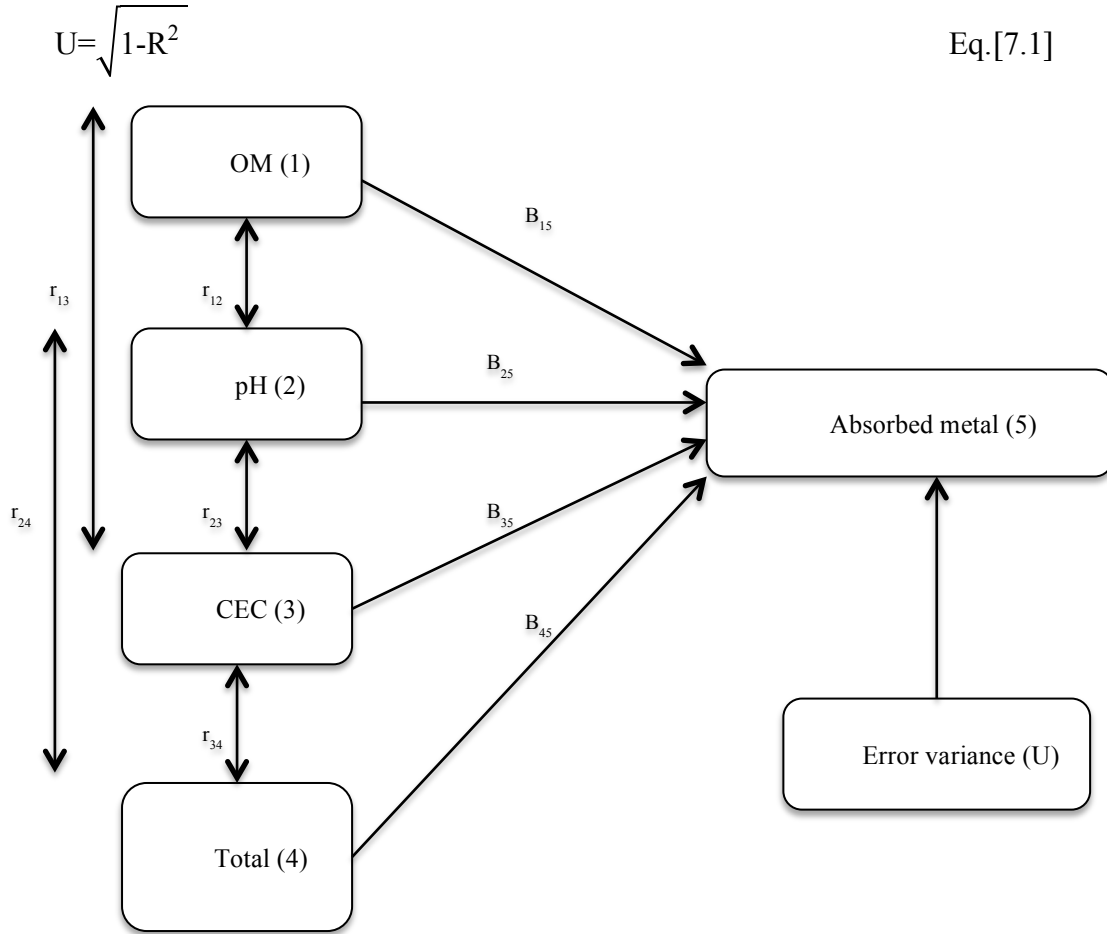 U=√1-R² Eq.[7.1]
OM (1)
B₁₅
r₁₃
r₁₂
pH (2)
B₂₅
Absorbed metal (5)
r₂₄
r₂₃
B₃₅
CEC (3)
B₄₅
r₃₄
Error variance (U)
Total (4)